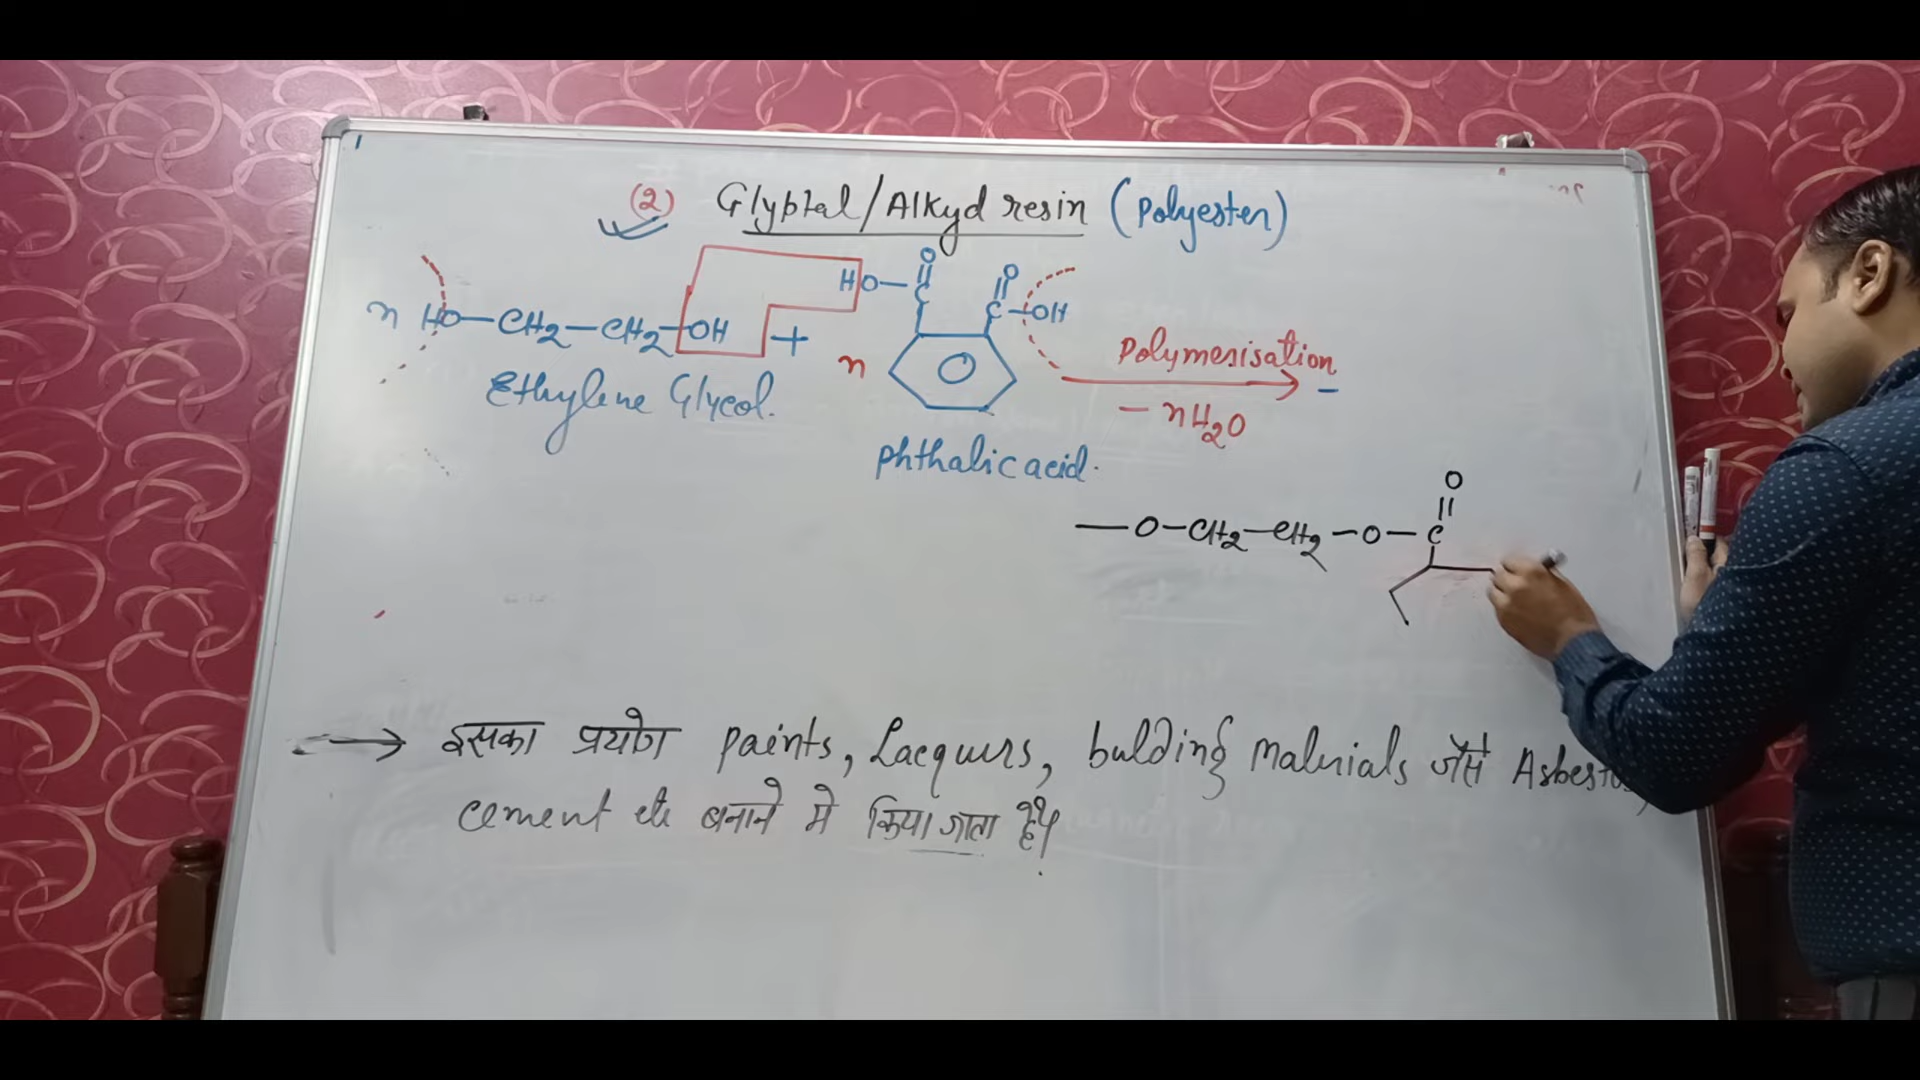 (2) Glyptal/Alkyd resin (Polyester)
n HO—CH2—CH2—OH + n HO—C=O C=O—OH Polymerisation
— nH2O
Ethylene Glycol.
phthalic acid.
—O—CH2—CH2—O—C=O
→ इसका प्रयोग paints, Lacquers, bulding Materials जैसे Asbestos,
cement etc बनाने मे किया जाता है।